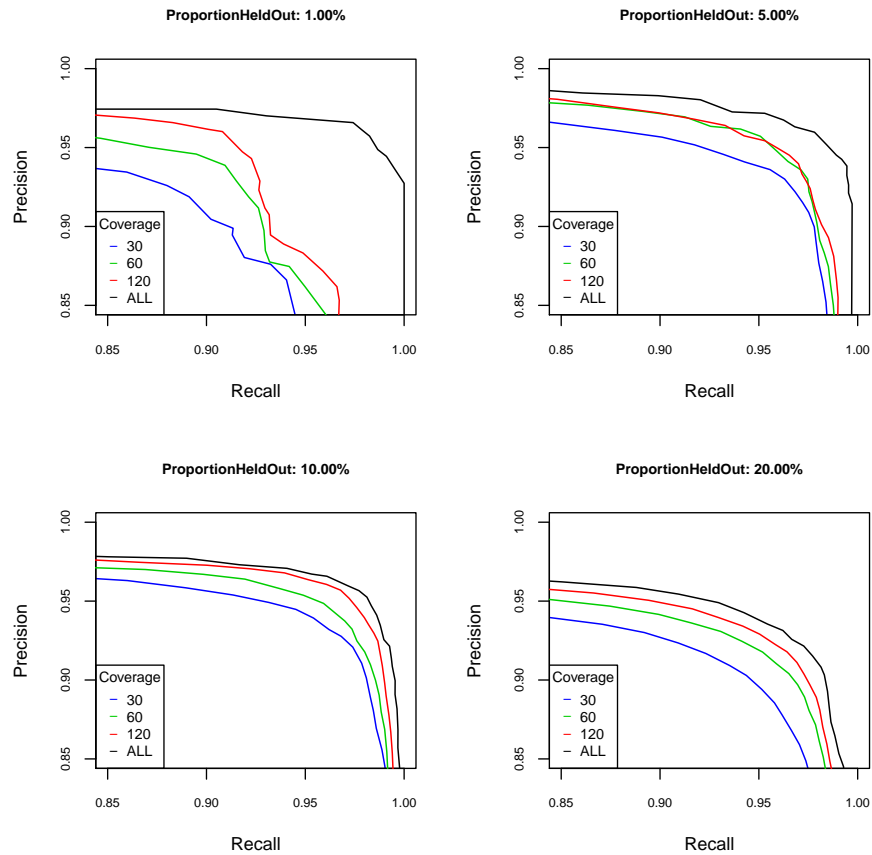 ProportionHeldOut: 1.00%
Precision
1.00
0.95
0.90
0.85
Coverage
30
60
120
ALL
0.85 0.90 0.95 1.00
Recall
ProportionHeldOut: 5.00%
Precision
1.00
0.95
0.90
0.85
Coverage
30
60
120
ALL
0.85 0.90 0.95 1.00
Recall
ProportionHeldOut: 10.00%
Precision
1.00
0.95
0.90
0.85
Coverage
30
60
120
ALL
0.85 0.90 0.95 1.00
Recall
ProportionHeldOut: 20.00%
Precision
1.00
0.95
0.90
0.85
Coverage
30
60
120
ALL
0.85 0.90 0.95 1.00
Recall